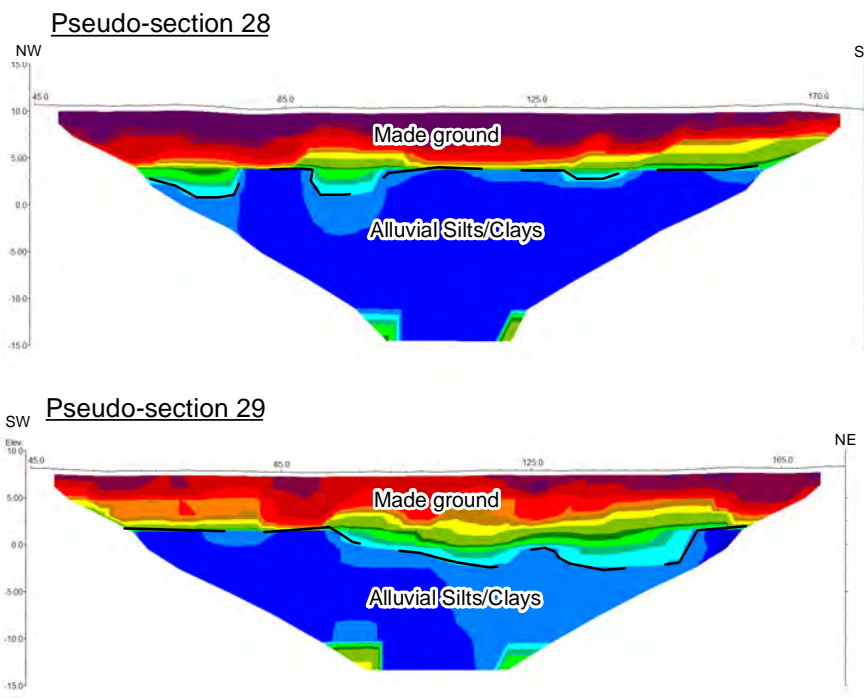 Pseudo-section 28
NW
S
15.0
45.0
85.0
125.0
170.0
10.0
Made ground
5.00
0.0
Alluvial Silts/Clays
-5.00
-10.0
-15.0
Pseudo-section 29
SW
NE
Elev.
10.0
45.0
85.0
125.0
165.0
5.00
Made ground
0.0
-5.00
Alluvial Silts/Clays
-10.0
-15.0